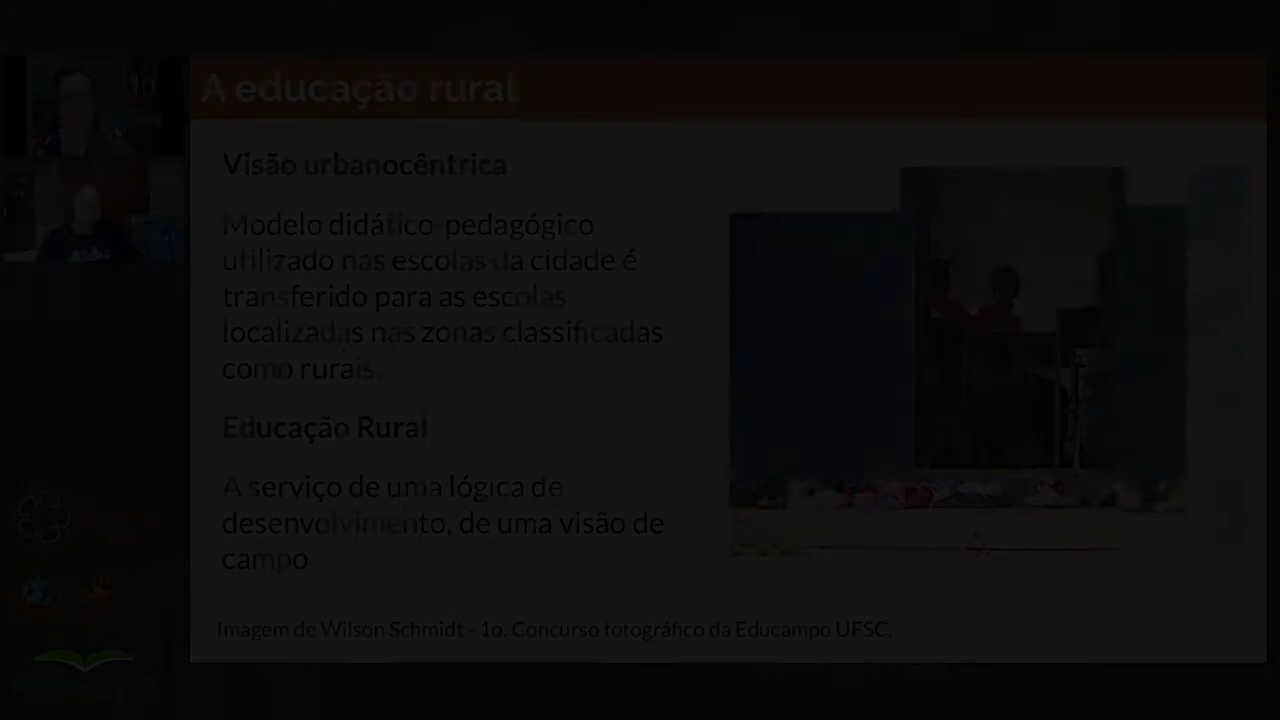 A educação rural
Visão urbanocêntrica
Modelo didático-pedagógico
utilizado nas escolas da cidade é
transferido para as escolas
localizadas nas zonas classificadas
como rurais.
Educação Rural
A serviço de uma lógica de
desenvolvimento, de uma visão de
campo
Imagem de Wilson Schmidt - 1o. Concurso fotográfico da Educampo UFSC.